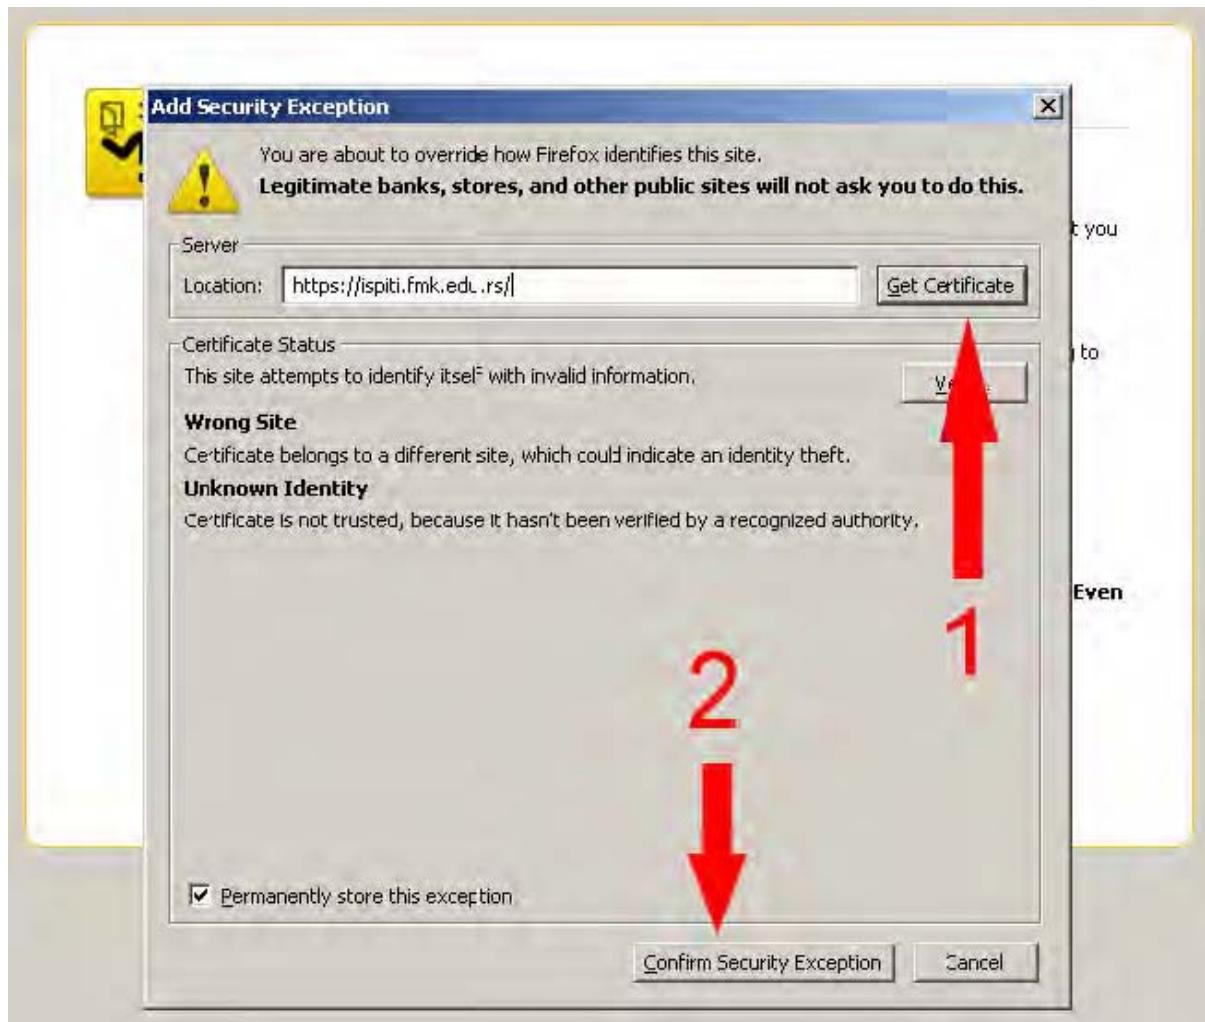 Add Security Exception
You are about to override how Firefox identifies this site.
Legitimate banks, stores, and other public sites will not ask you to do this.
t you
Server
Location: https://ispiti.fmk.edu.rs/ Get Certificate
Certificate Status
to
This site attempts to identify itself with invalid information.
Wrong Site
Certificate belongs to a different site, which could indicate an identity theft.
Unknown Identity
Certificate is not trusted, because it hasn't been verified by a recognized authority.
Even
1
2
Permanently store this exception
Confirm Security Exception Cancel